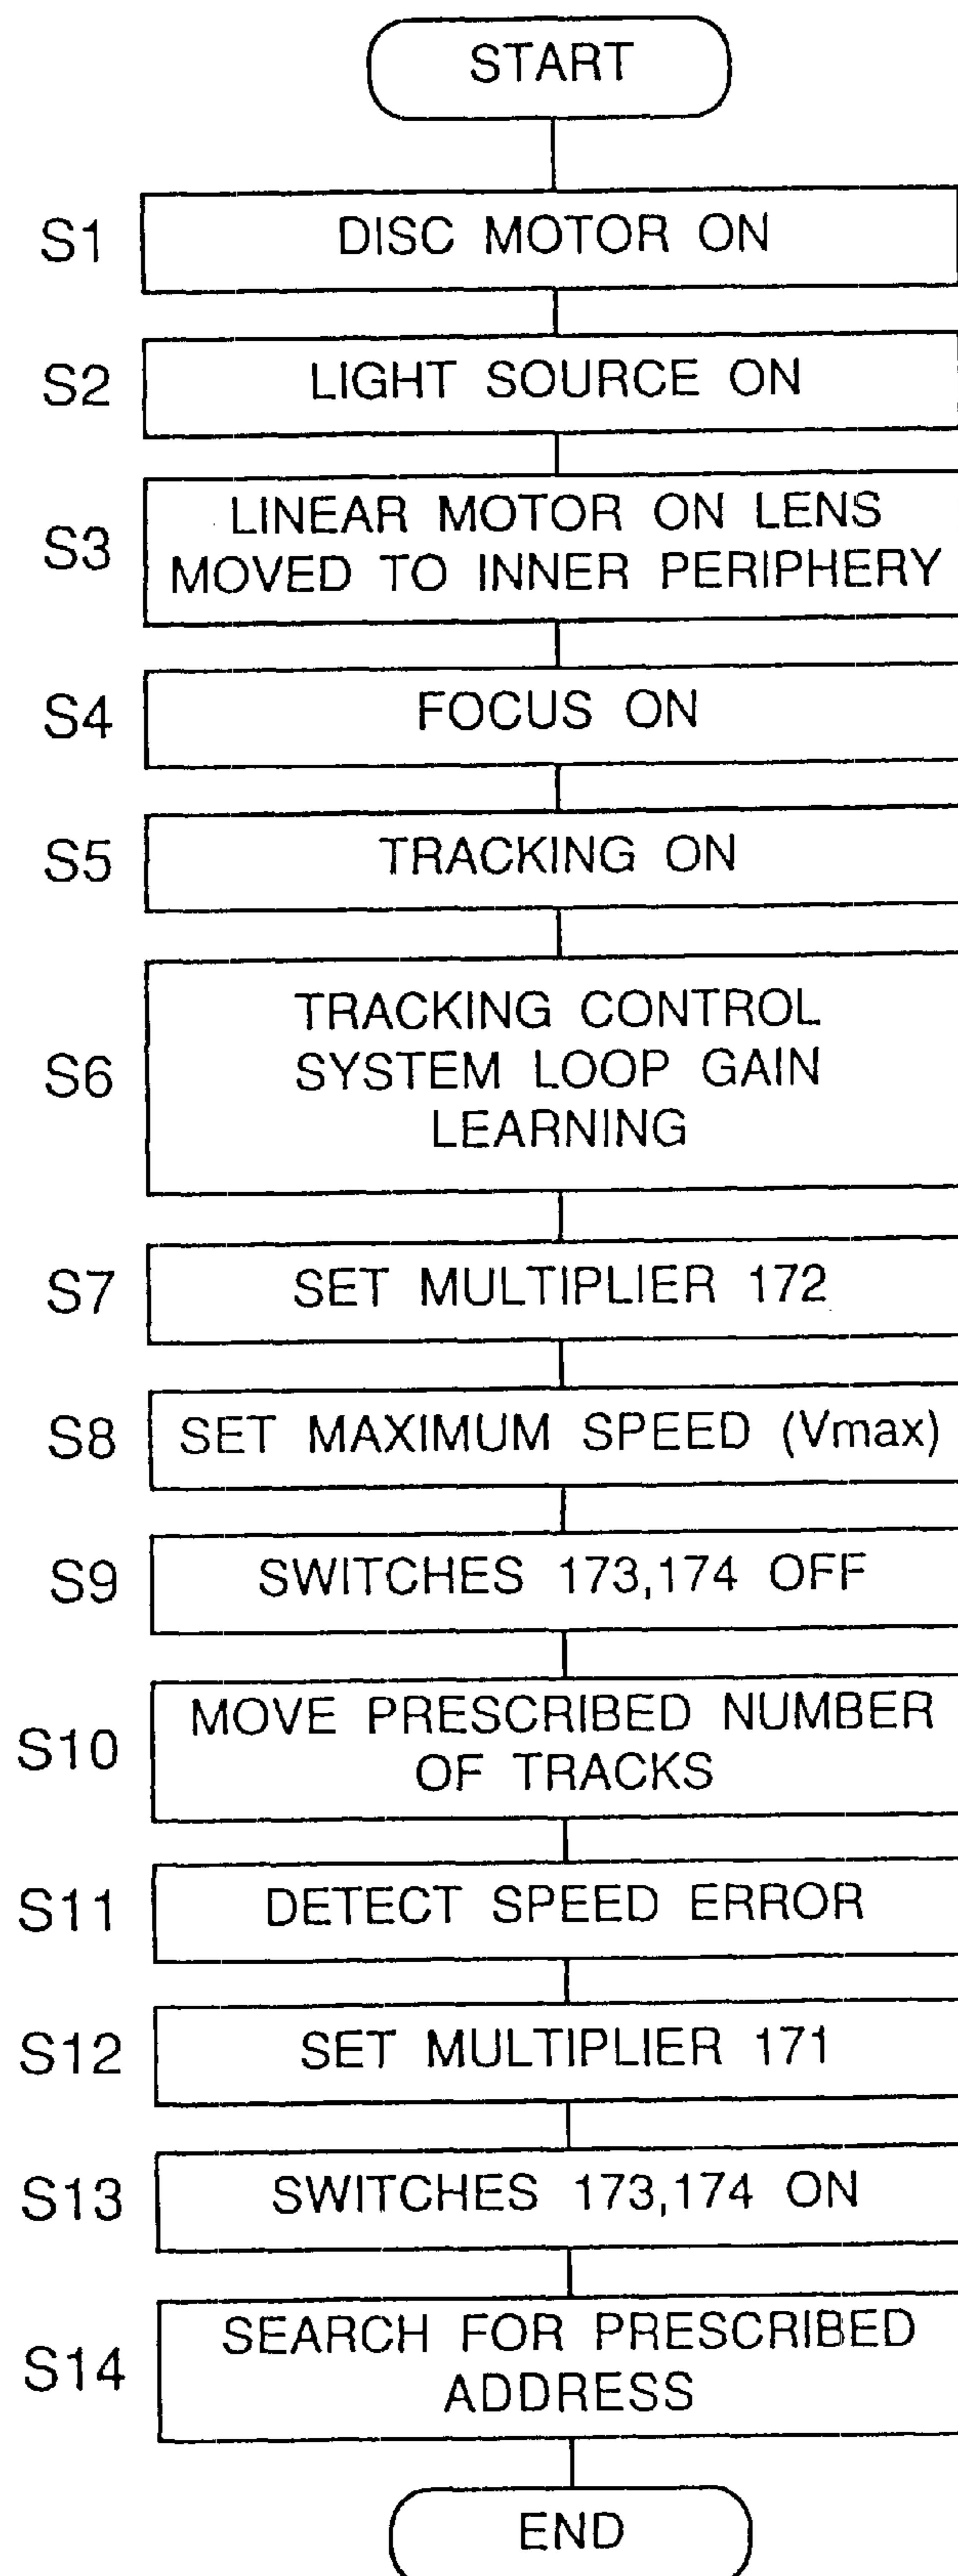 START
S1 DISC MOTOR ON
S2 LIGHT SOURCE ON
S3 LINEAR MOTOR ON LENS
MOVED TO INNER PERIPHERY
S4 FOCUS ON
S5 TRACKING ON
S6 TRACKING CONTROL
SYSTEM LOOP GAIN
LEARNING
S7 SET MULTIPLIER 172
S8 SET MAXIMUM SPEED (Vmax)
S9 SWITCHES 173,174 OFF
S10 MOVE PRESCRIBED NUMBER
OF TRACKS
S11 DETECT SPEED ERROR
S12 SET MULTIPLIER 171
S13 SWITCHES 173,174 ON
S14 SEARCH FOR PRESCRIBED
ADDRESS
END